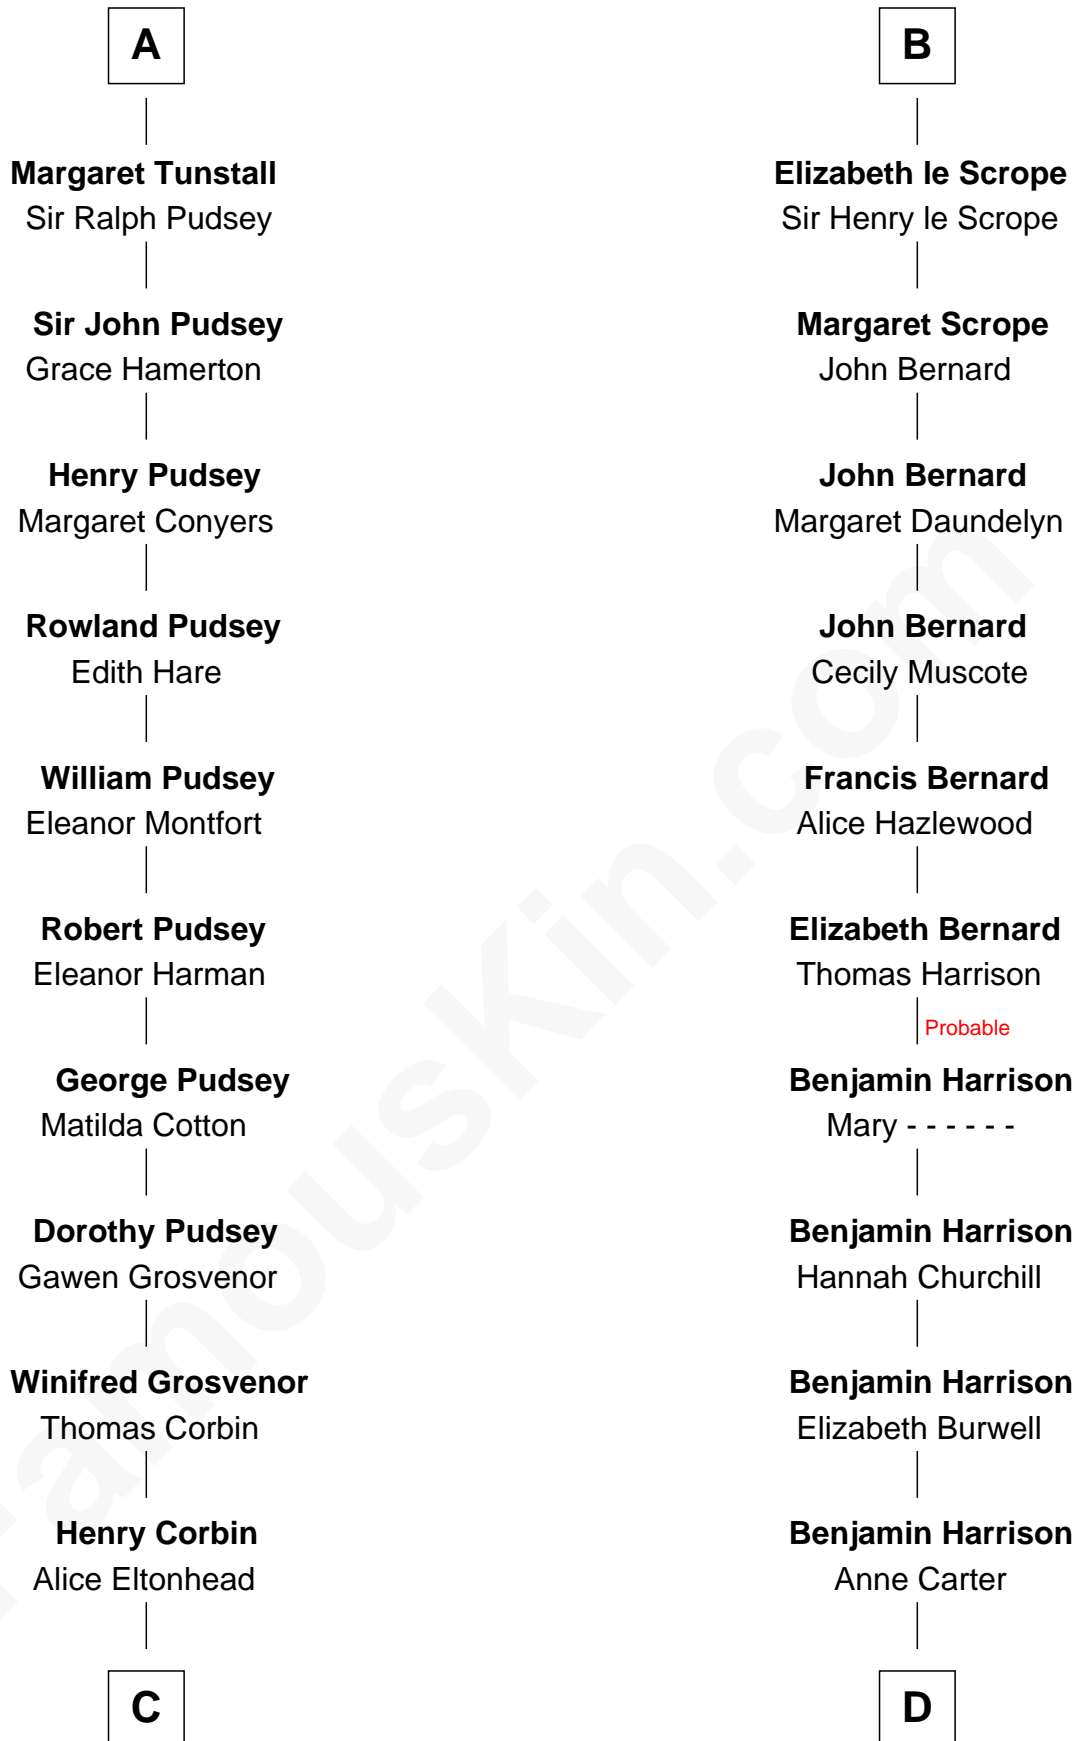 A
Margaret Tunstall
Sir Ralph Pudsey
Sir John Pudsey
Grace Hamerton
Henry Pudsey
Margaret Conyers
Rowland Pudsey
Edith Hare
William Pudsey
Eleanor Montfort
Robert Pudsey
Eleanor Harman
George Pudsey
Matilda Cotton
Dorothy Pudsey
Gawen Grosvenor
Winifred Grosvenor
Thomas Corbin
Henry Corbin
Alice Eltonhead
C
B
Elizabeth le Scrope
Sir Henry le Scrope
Margaret Scrope
John Bernard
John Bernard
Margaret Daundelyn
John Bernard
Cecily Muscote
Francis Bernard
Alice Hazlewood
Elizabeth Bernard
Thomas Harrison
Probable
Benjamin Harrison
Mary - - - - - -
Benjamin Harrison
Hannah Churchill
Benjamin Harrison
Elizabeth Burwell
Benjamin Harrison
Anne Carter
D
FamousKin.com